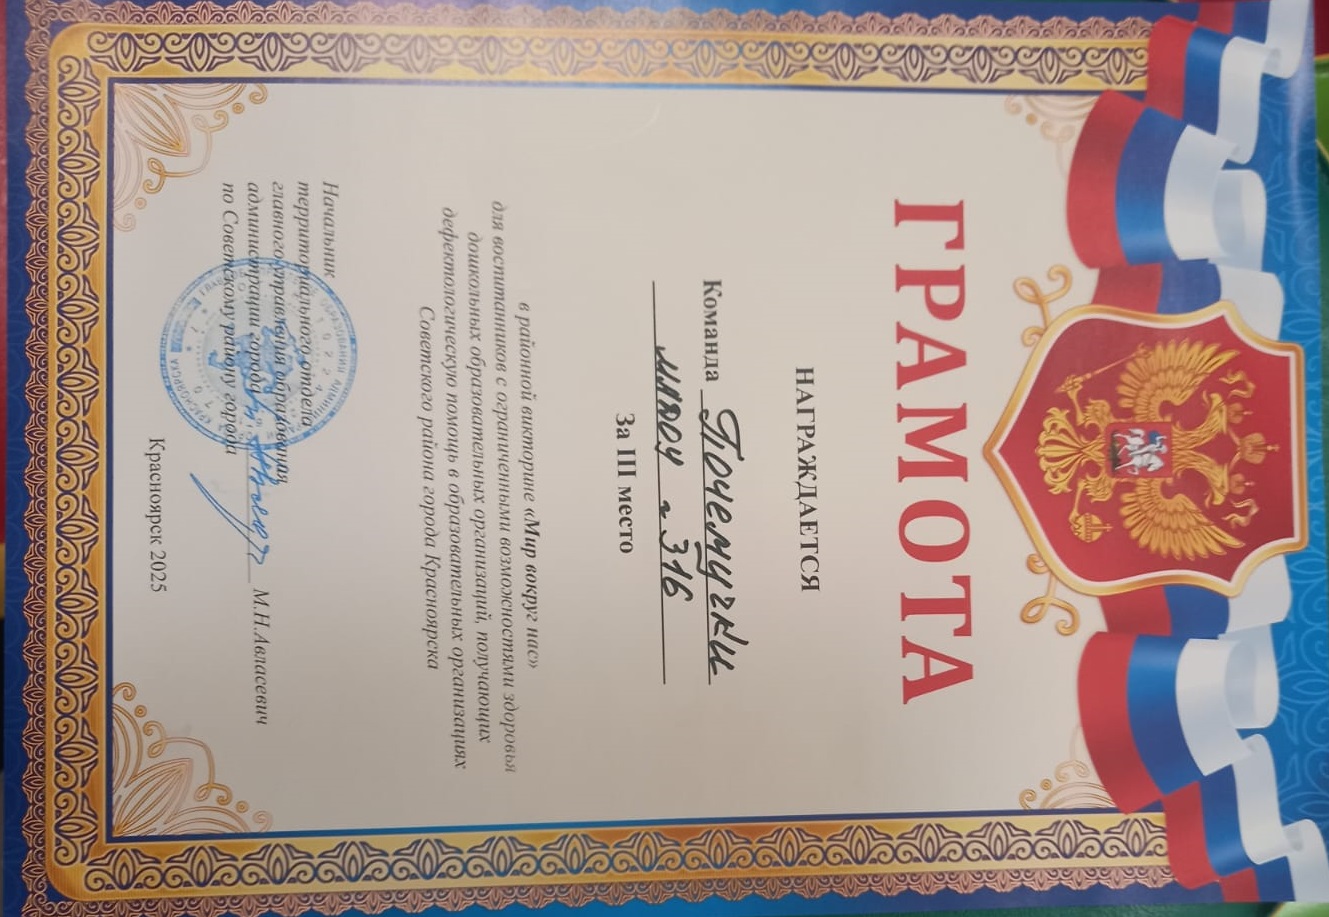 ГРАМОТА
НАГРАЖДАЕТСЯ
Команда Почемучки
МАДОУ № 316
За III место
в районной викторине «Мир вокруг нас»
для воспитанников с ограниченными возможностями здоровья
дошкольных образовательных организаций, получающих
дефектологическую помощь в образовательных организациях
Советского района города Красноярска
Начальник
территориального отдела
главного управления образования
администрации города
по Советскому району города
М.Н.Авласевич
Красноярск 2025